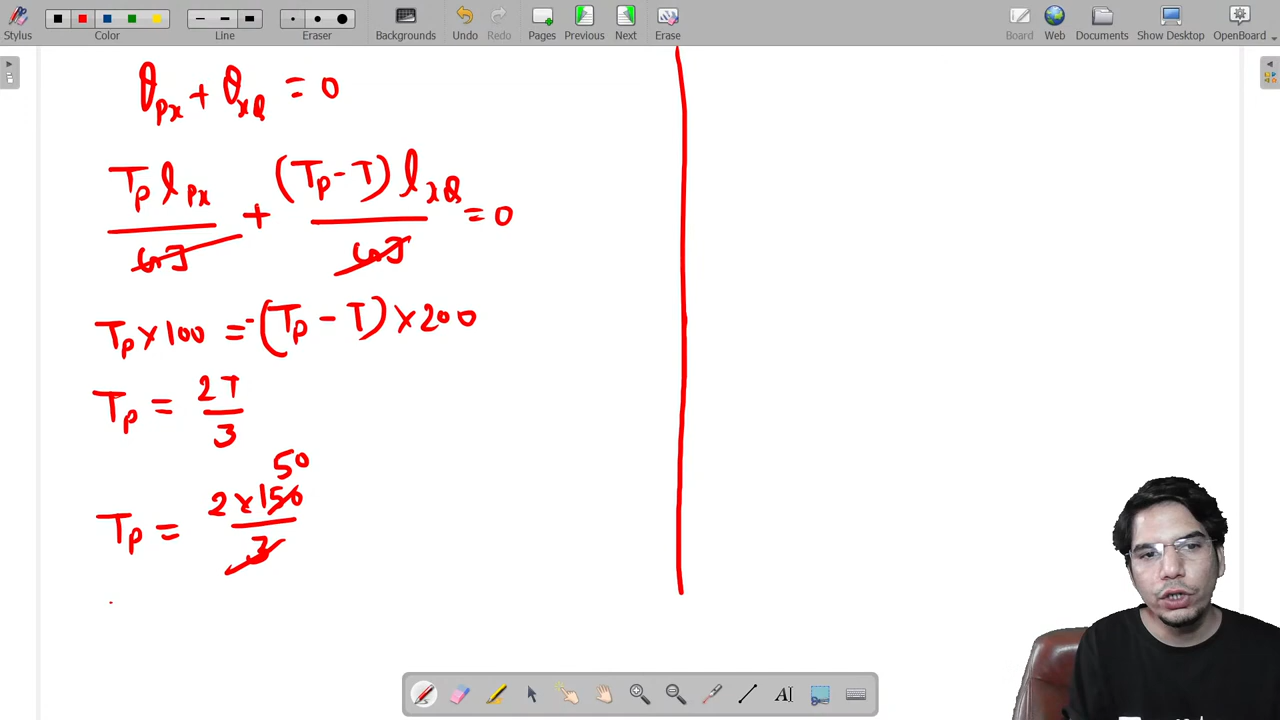 Stylus
Color
Line
Eraser
Backgrounds
Undo
Redo
Pages
Previous
Next
Erase
Board
Web
Documents
Show Desktop
OpenBoard
θPx + θxQ = 0
TP lPx / GJ + (TP - T) lxQ / GJ = 0
TP × 100 = -(TP - T) × 200
TP = 2T / 3
50
TP = 2 × 150 / 3